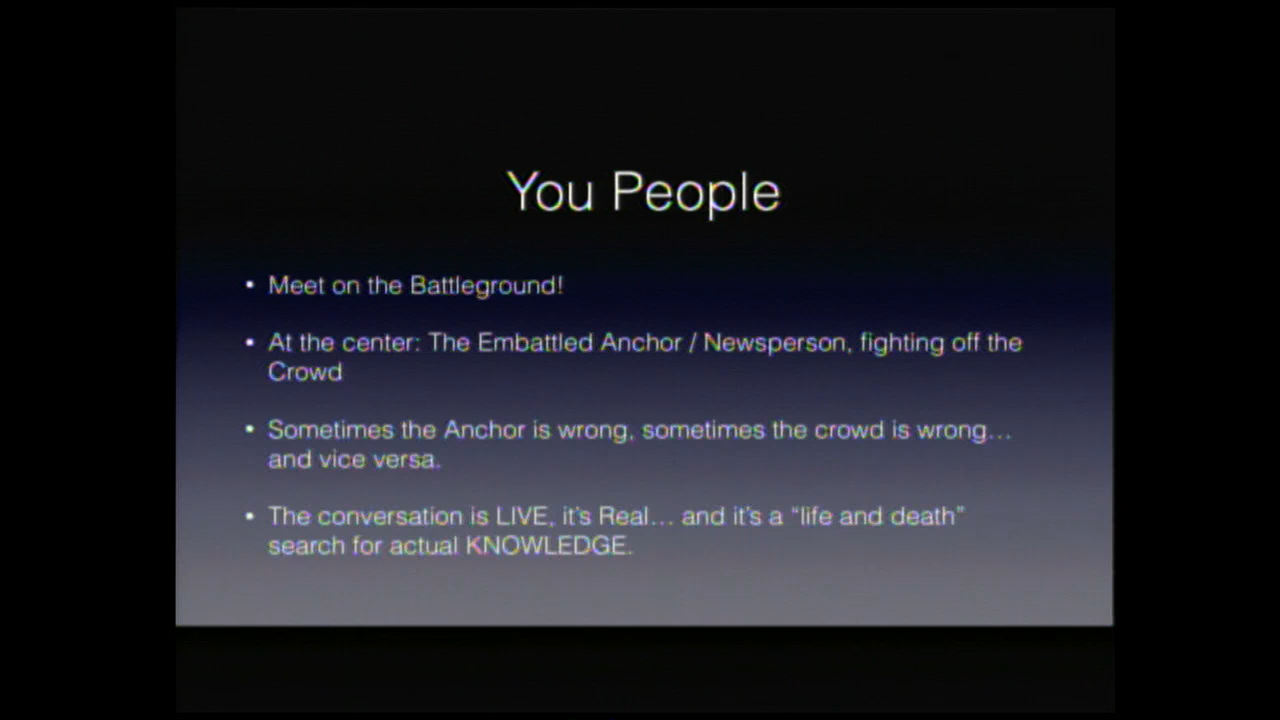 You People
• Meet on the Battleground!
• At the center: The Embattled Anchor / Newsperson, fighting off the
Crowd
• Sometimes the Anchor is wrong, sometimes the crowd is wrong…
and vice versa.
• The conversation is LIVE, it's Real… and it's a “life and death”
search for actual KNOWLEDGE.